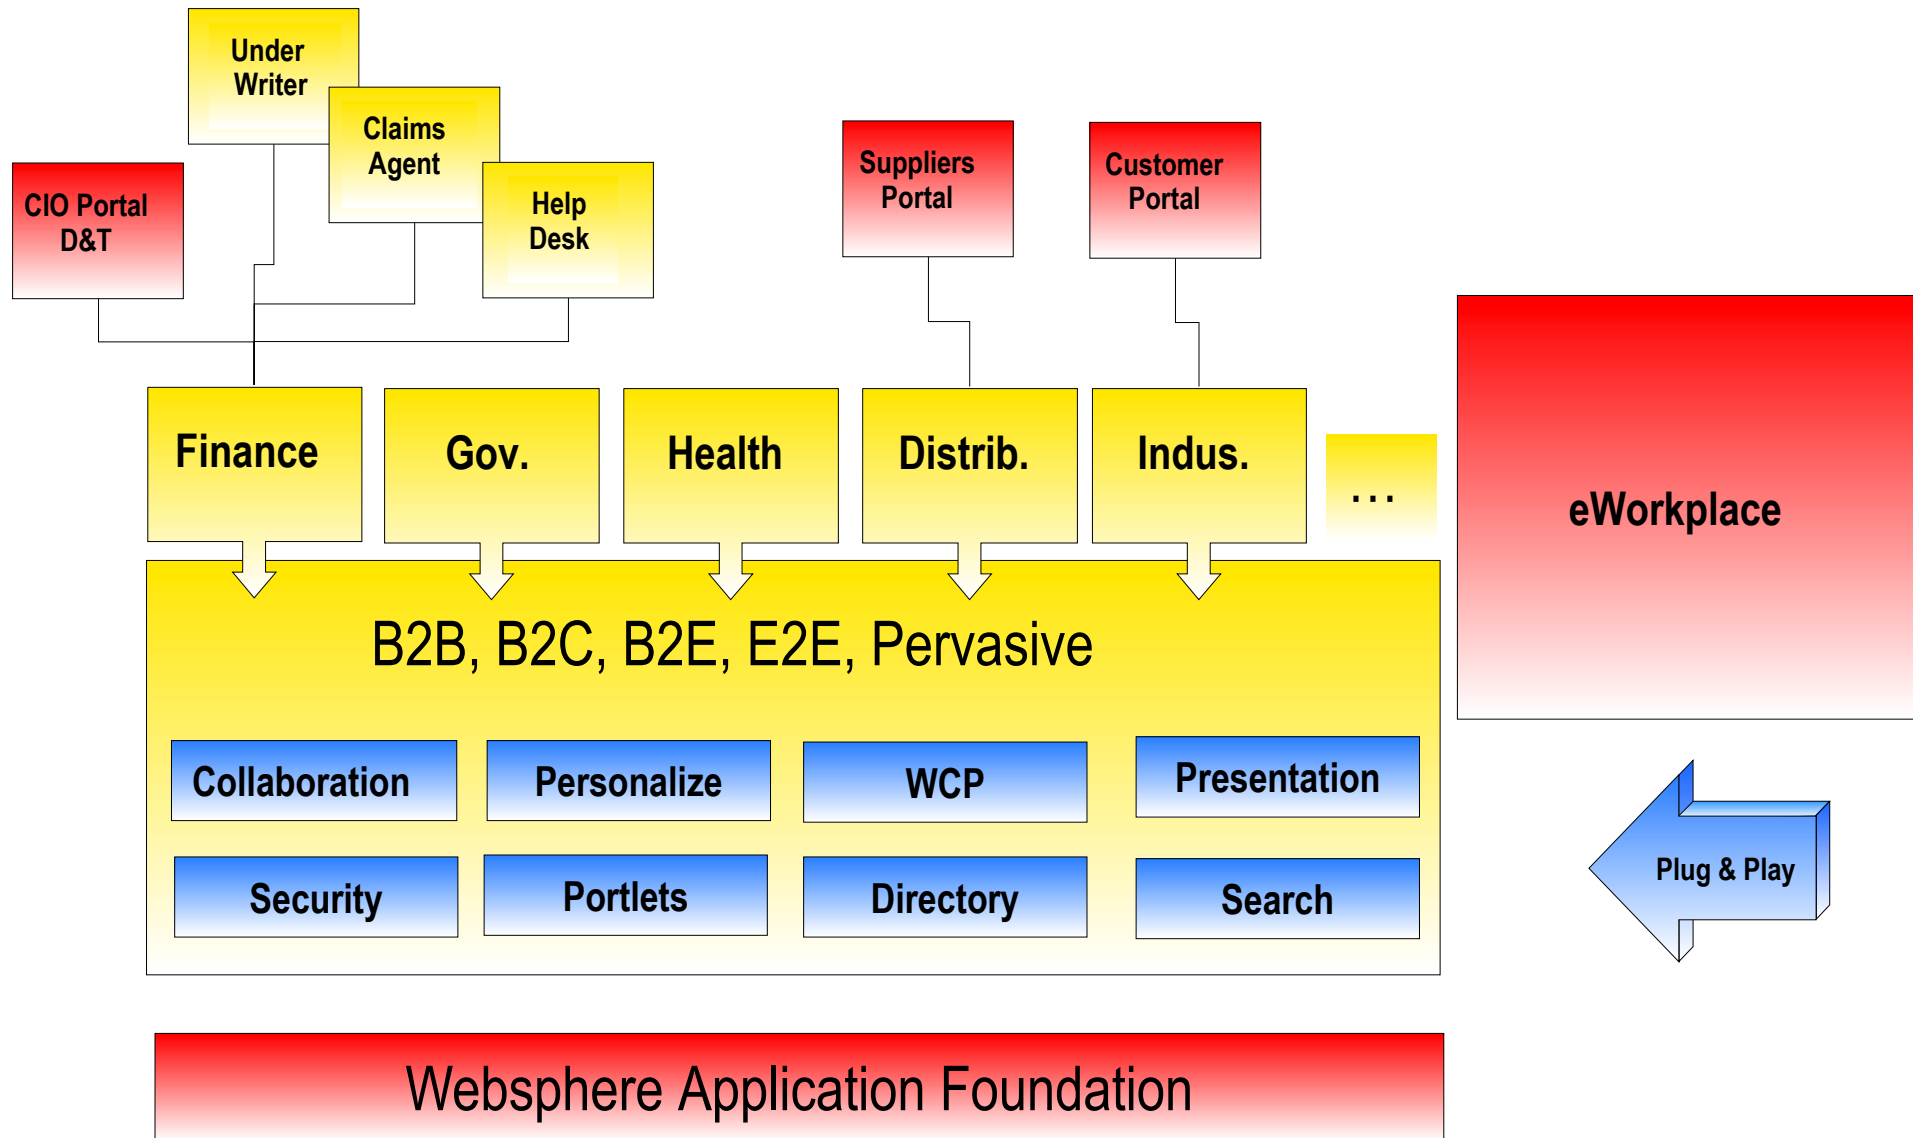 Under
Writer
Claims
Agent
Help
Desk
CIO Portal
D&T
Suppliers
Portal
Customer
Portal
Finance
Gov.
Health
Distrib.
Indus.
...
eWorkplace
B2B, B2C, B2E, E2E, Pervasive
Collaboration
Personalize
WCP
Presentation
Security
Portlets
Directory
Search
Plug & Play
Websphere Application Foundation